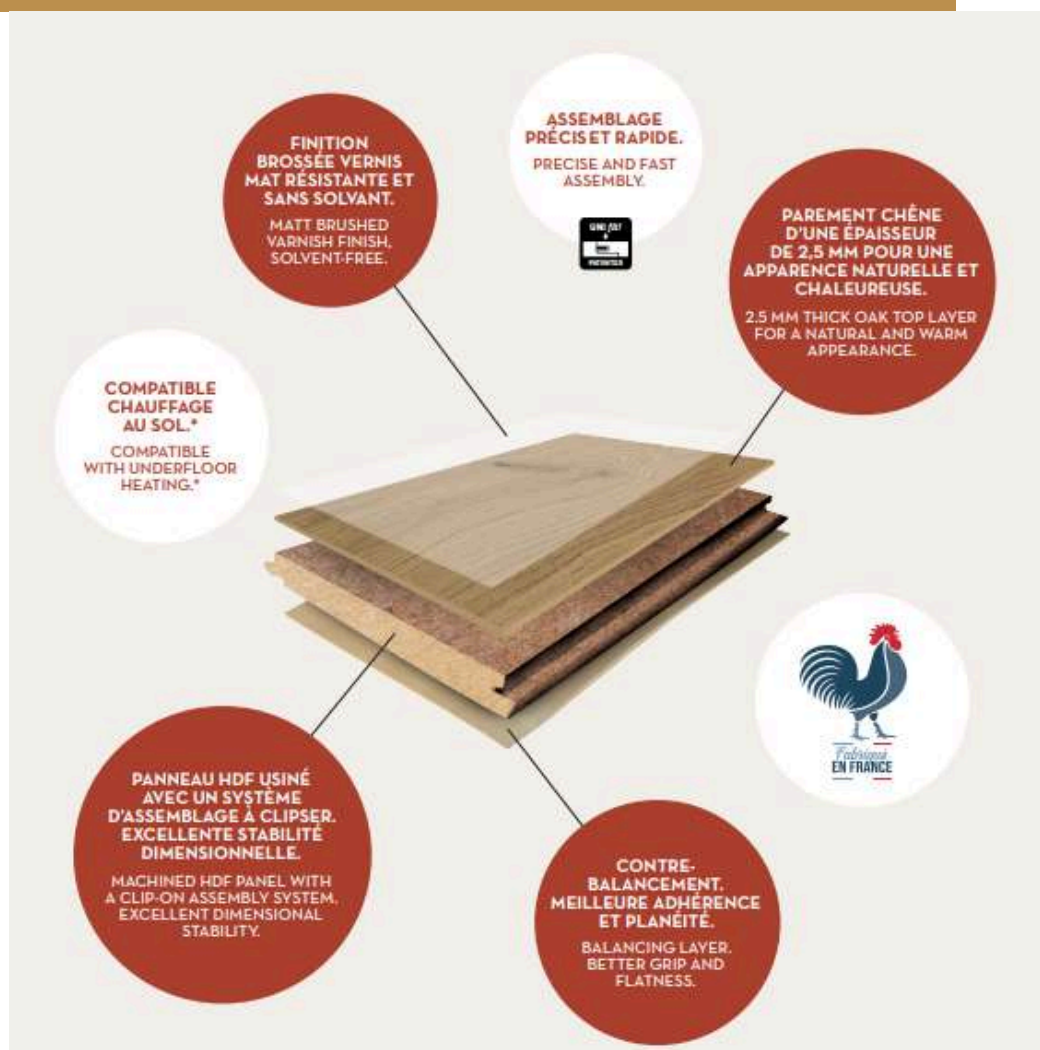 FINITION
BROSSÉE VERNIS
MAT RÉSISTANTE ET
SANS SOLVANT.
MATT BRUSHED
VARNISH FINISH,
SOLVENT-FREE.
ASSEMBLAGE
PRÉCIS ET RAPIDE.
PRECISE AND FAST
ASSEMBLY.
PAREMENT CHÊNE
D'UNE ÉPAISSEUR
DE 2,5 MM POUR UNE
APPARENCE NATURELLE ET
CHALEUREUSE.
2.5 MM THICK OAK TOP LAYER
FOR A NATURAL AND WARM
APPEARANCE.
COMPATIBLE
CHAUFFAGE
AU SOL.*
COMPATIBLE
WITH UNDERFLOOR
HEATING.*
Fabriqué
EN FRANCE
PANNEAU HDF USINÉ
AVEC UN SYSTÈME
D'ASSEMBLAGE À CLIPSER.
EXCELLENTE STABILITÉ
DIMENSIONNELLE.
MACHINED HDF PANEL WITH
A CLIP-ON ASSEMBLY SYSTEM.
EXCELLENT DIMENSIONAL
STABILITY.
CONTRE-
BALANCEMENT.
MEILLEURE ADHÉRENCE
ET PLANÉITÉ.
BALANCING LAYER.
BETTER GRIP AND
FLATNESS.